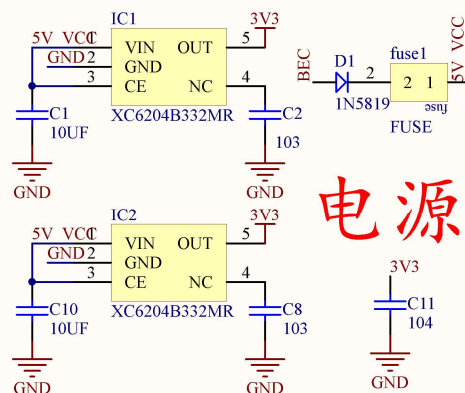 IC1
5V VCC 1 VIN OUT 5 3V3
GND 2 GND
3 CE NC 4
C1
10UF
XC6204B332MR
C2
103
GND
GND
BEC
D1
1N5819
2
fuse1
2 1
fuse
FUSE
5V VCC
电源
IC2
5V VCC 1 VIN OUT 5 3V3
GND 2 GND
3 CE NC 4
C10
10UF
XC6204B332MR
C8
103
GND
GND
3V3
C11
104
GND